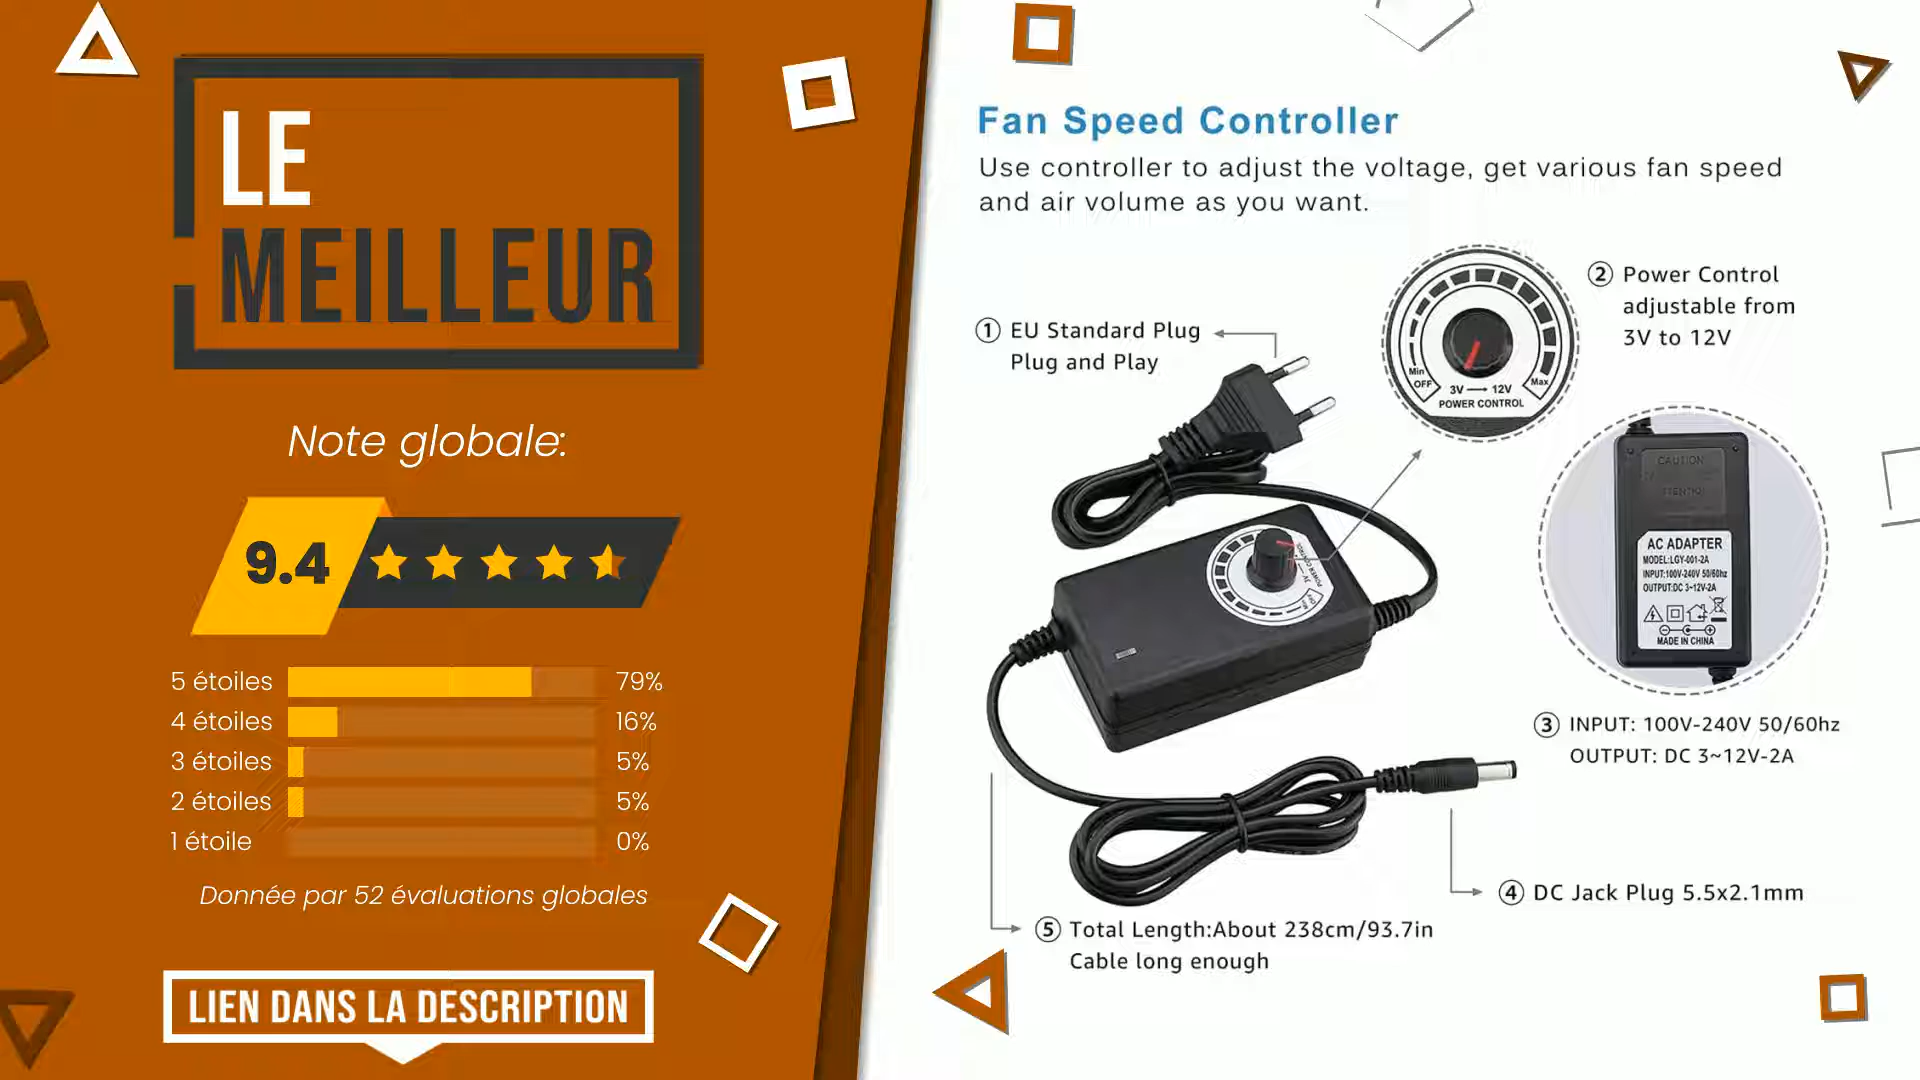 LE
MEILLEUR
Note globale:
9.4
5 étoiles 79%
4 étoiles 16%
3 étoiles 5%
2 étoiles 5%
1 étoile 0%
Donnée par 52 évaluations globales
LIEN DANS LA DESCRIPTION
Fan Speed Controller
Use controller to adjust the voltage, get various fan speed
and air volume as you want.
① EU Standard Plug
Plug and Play
② Power Control
adjustable from
3V to 12V
Min
OFF
3V → 12V
Max
POWER CONTROL
CAUTION
AC ADAPTER
MODEL:LGY-001-2A
INPUT:100V-240V 50/60hz
OUTPUT:DC 3~12V-2A
MADE IN CHINA
③ INPUT: 100V-240V 50/60hz
OUTPUT: DC 3~12V-2A
④ DC Jack Plug 5.5x2.1mm
⑤ Total Length:About 238cm/93.7in
Cable long enough